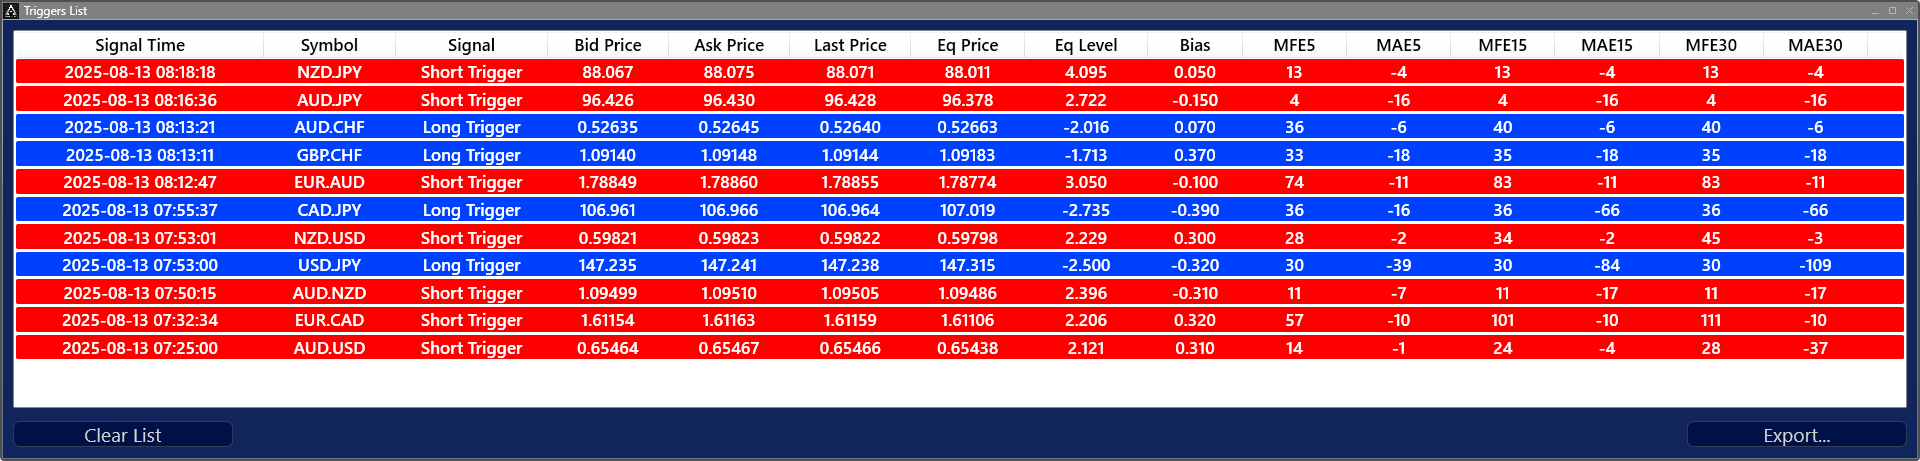 Triggers List
Signal Time Symbol Signal Bid Price Ask Price Last Price Eq Price Eq Level Bias MFE5 MAE5 MFE15 MAE15 MFE30 MAE30
2025-08-13 08:18:18 NZD.JPY Short Trigger 88.067 88.075 88.071 88.011 4.095 0.050 13 -4 13 -4 13 -4
2025-08-13 08:16:36 AUD.JPY Short Trigger 96.426 96.430 96.428 96.378 2.722 -0.150 4 -16 4 -16 4 -16
2025-08-13 08:13:21 AUD.CHF Long Trigger 0.52635 0.52645 0.52640 0.52663 -2.016 0.070 36 -6 40 -6 40 -6
2025-08-13 08:13:11 GBP.CHF Long Trigger 1.09140 1.09148 1.09144 1.09183 -1.713 0.370 33 -18 35 -18 35 -18
2025-08-13 08:12:47 EUR.AUD Short Trigger 1.78849 1.78860 1.78855 1.78774 3.050 -0.100 74 -11 83 -11 83 -11
2025-08-13 07:55:37 CAD.JPY Long Trigger 106.961 106.966 106.964 107.019 -2.735 -0.390 36 -16 36 -66 36 -66
2025-08-13 07:53:01 NZD.USD Short Trigger 0.59821 0.59823 0.59822 0.59798 2.229 0.300 28 -2 34 -2 45 -3
2025-08-13 07:53:00 USD.JPY Long Trigger 147.235 147.241 147.238 147.315 -2.500 -0.320 30 -39 30 -84 30 -109
2025-08-13 07:50:15 AUD.NZD Short Trigger 1.09499 1.09510 1.09505 1.09486 2.396 -0.310 11 -7 11 -17 11 -17
2025-08-13 07:32:34 EUR.CAD Short Trigger 1.61154 1.61163 1.61159 1.61106 2.206 0.320 57 -10 101 -10 111 -10
2025-08-13 07:25:00 AUD.USD Short Trigger 0.65464 0.65467 0.65466 0.65438 2.121 0.310 14 -1 24 -4 28 -37
Clear List Export...